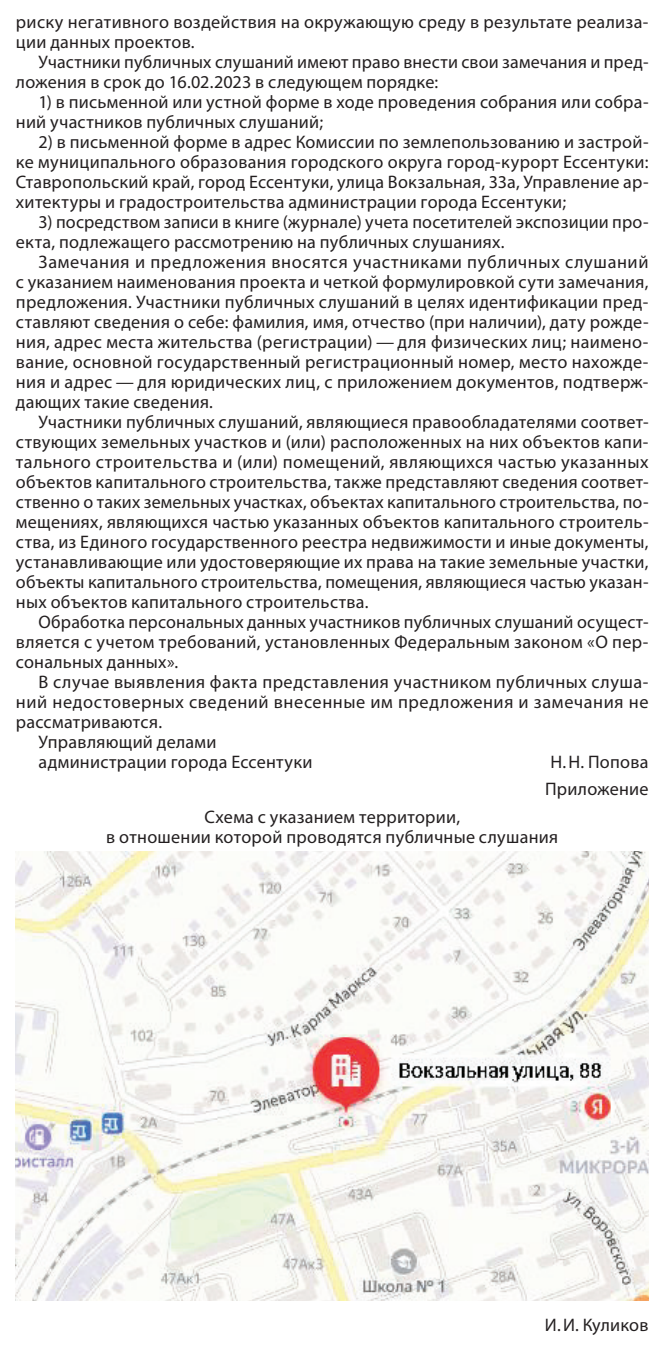 риску негативного воздействия на окружающую среду в результате реализа-
ции данных проектов.
Участники публичных слушаний имеют право внести свои замечания и пред-
ложения в срок до 16.02.2023 в следующем порядке:
1) в письменной или устной форме в ходе проведения собрания или собра-
ний участников публичных слушаний;
2) в письменной форме в адрес Комиссии по землепользованию и застрой-
ке муниципального образования городского округа город-курорт Ессентуки:
Ставропольский край, город Ессентуки, улица Вокзальная, 33а, Управление ар-
хитектуры и градостроительства администрации города Ессентуки;
3) посредством записи в книге (журнале) учета посетителей экспозиции про-
екта, подлежащего рассмотрению на публичных слушаниях.
Замечания и предложения вносятся участниками публичных слушаний
с указанием наименования проекта и четкой формулировкой сути замечания,
предложения. Участники публичных слушаний в целях идентификации пред-
ставляют сведения о себе: фамилия, имя, отчество (при наличии), дату рожде-
ния, адрес места жительства (регистрации) — для физических лиц; наимено-
вание, основной государственный регистрационный номер, место нахожде-
ния и адрес — для юридических лиц, с приложением документов, подтверж-
дающих такие сведения.
Участники публичных слушаний, являющиеся правообладателями соответ-
ствующих земельных участков и (или) расположенных на них объектов капи-
тального строительства и (или) помещений, являющихся частью указанных
объектов капитального строительства, также представляют сведения соответ-
ственно о таких земельных участках, объектах капитального строительства, по-
мещениях, являющихся частью указанных объектов капитального строитель-
ства, из Единого государственного реестра недвижимости и иные документы,
устанавливающие или удостоверяющие их права на такие земельные участки,
объекты капитального строительства, помещения, являющиеся частью указан-
ных объектов капитального строительства.
Обработка персональных данных участников публичных слушаний осущест-
вляется с учетом требований, установленных Федеральным законом «О пер-
сональных данных».
В случае выявления факта представления участником публичных слуша-
ний недостоверных сведений внесенные им предложения и замечания не
рассматриваются.
Управляющий делами
администрации города Ессентуки Н. Н. Попова
Приложение
Схема с указанием территории,
в отношении которой проводятся публичные слушания
126А
101
120
15
71
23
Элеваторная ул
111
130
77
70
33
26
7
85
32
57
ул. Карла Маркса
36
102
46
льная ул.
Вокзальная улица, 88
70
Элеватор
2А
77
3
Я
ристалл
1В
35А
3-Й
МИКРОРА
67А
84
43А
2
47А
ул. Воровского
47Ак1
47Ак3
Школа № 1
28А
И. И. Куликов